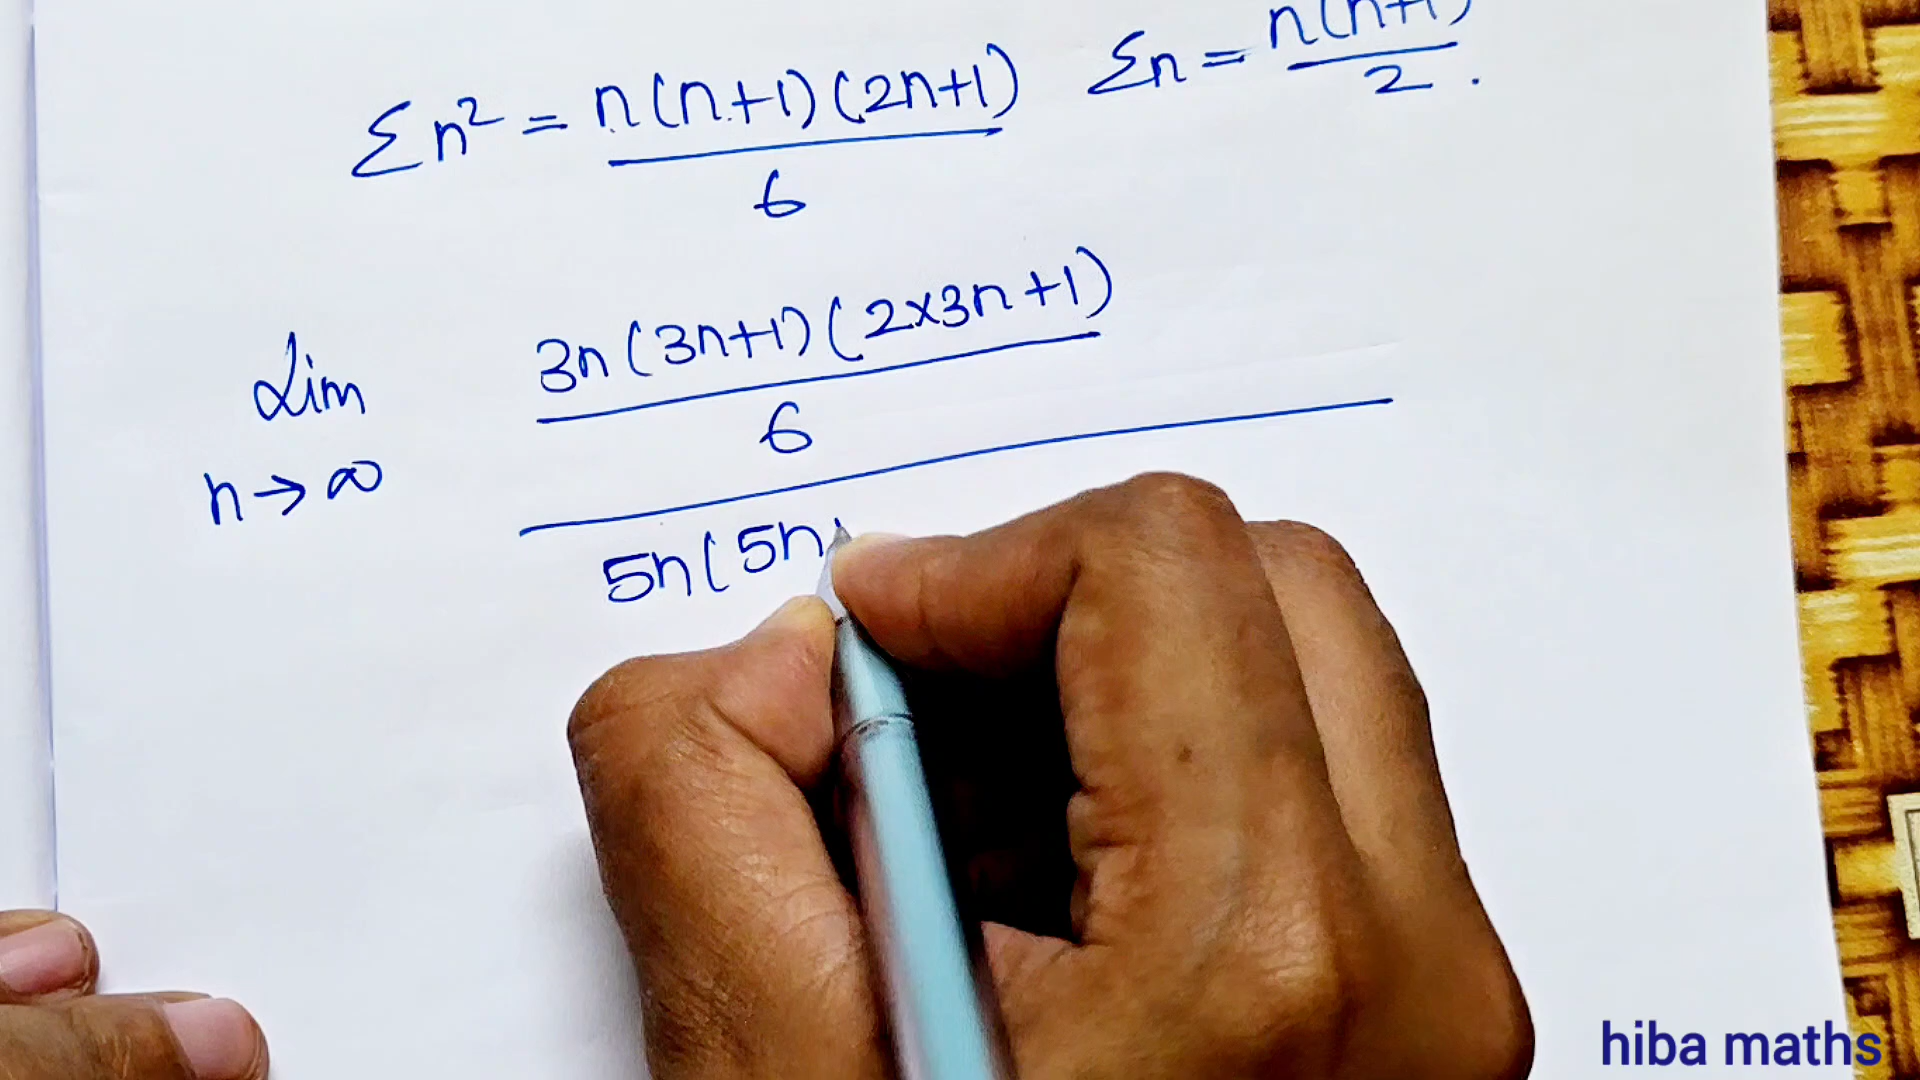 Σn² = n(n+1)(2n+1) Σn = n(n+1)
6 2 .
Lim 3n(3n+1)(2×3n+1)
6
n→∞
5n(5n
hiba maths